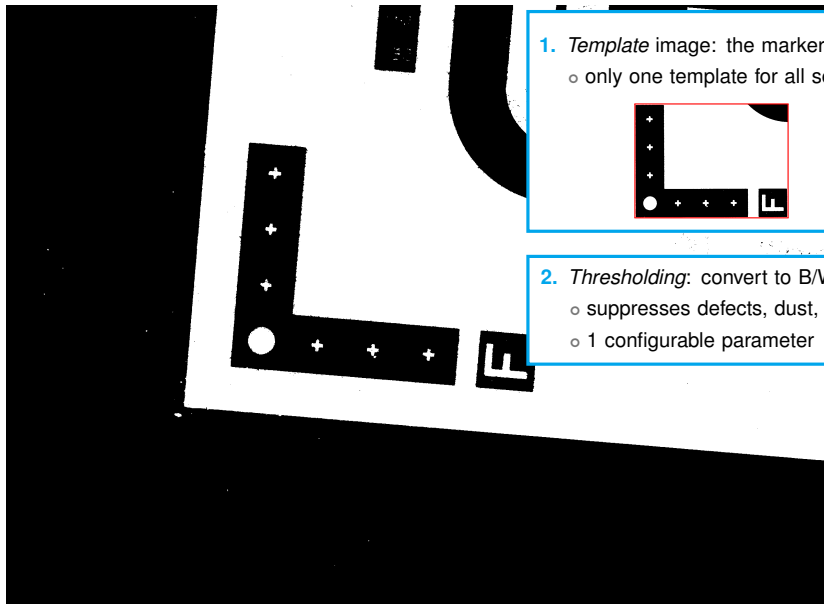 1. Template image: the marker
only one template for all
F
2. Thresholding: convert to B/W
suppresses defects, dust,
1 configurable parameter
F